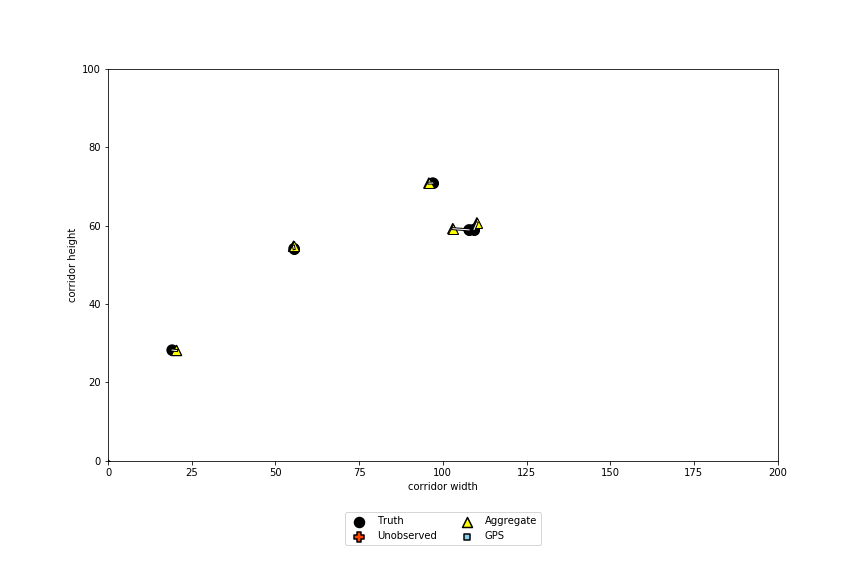 100
80
60
40
20
0
corridor height
0 25 50 75 100 125 150 175 200
corridor width
Truth Aggregate
Unobserved GPS